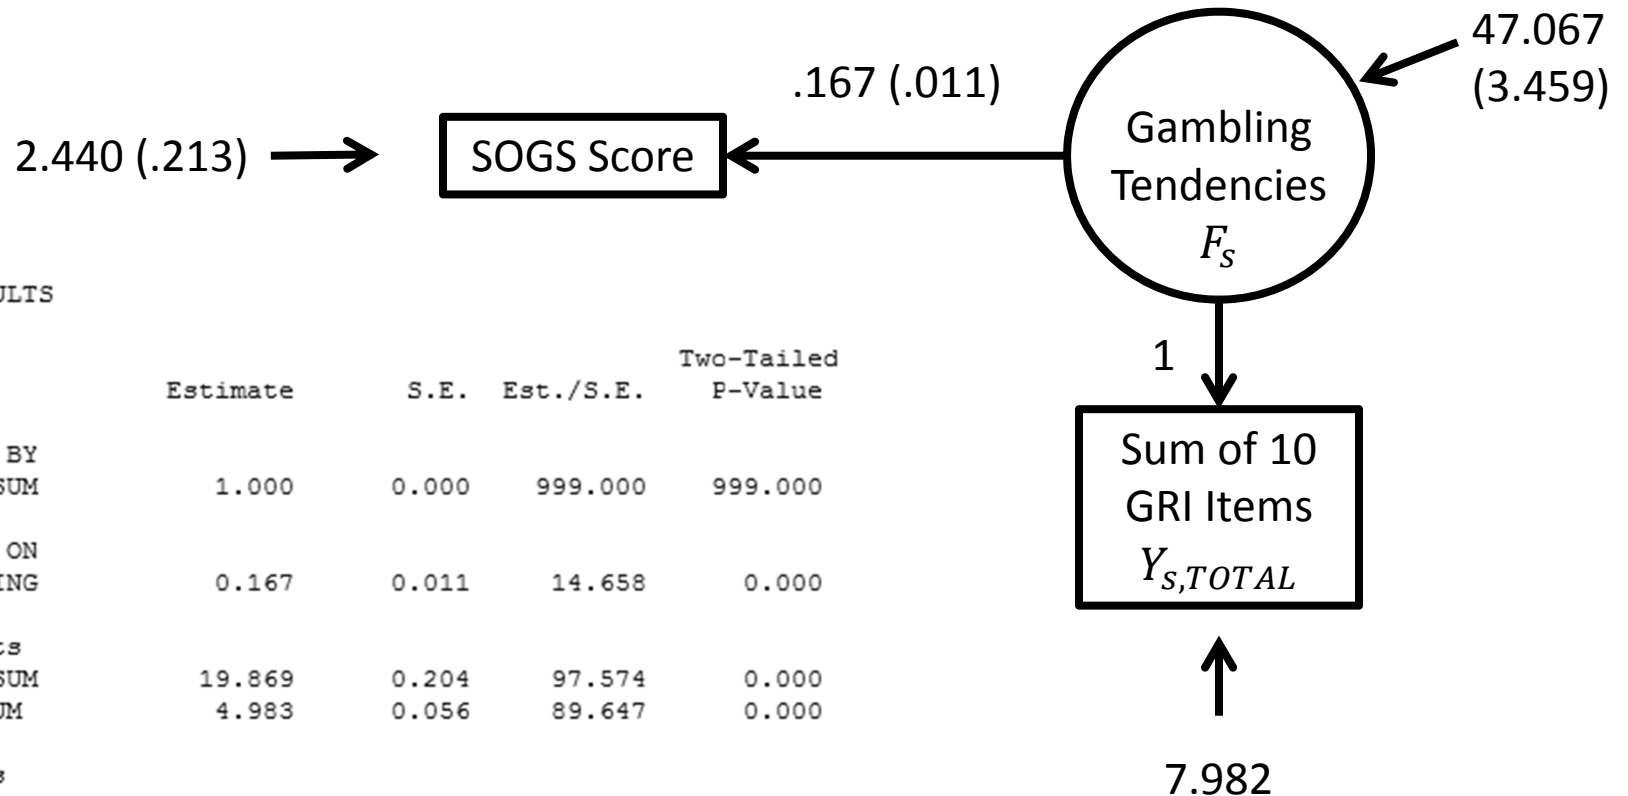 47.067
(3.459)
.167 (.011)
2.440 (.213)
SOGS Score
Gambling
Tendencies
F_s
1
Sum of 10
GRI Items
Y_{s,TOTAL}
7.982
ULTS
Two-Tailed
Estimate S.E. Est./S.E. P-Value
BY
SUM 1.000 0.000 999.000 999.000
ON
ING 0.167 0.011 14.658 0.000
ts
SUM 19.869 0.204 97.574 0.000
UM 4.983 0.056 89.647 0.000
s